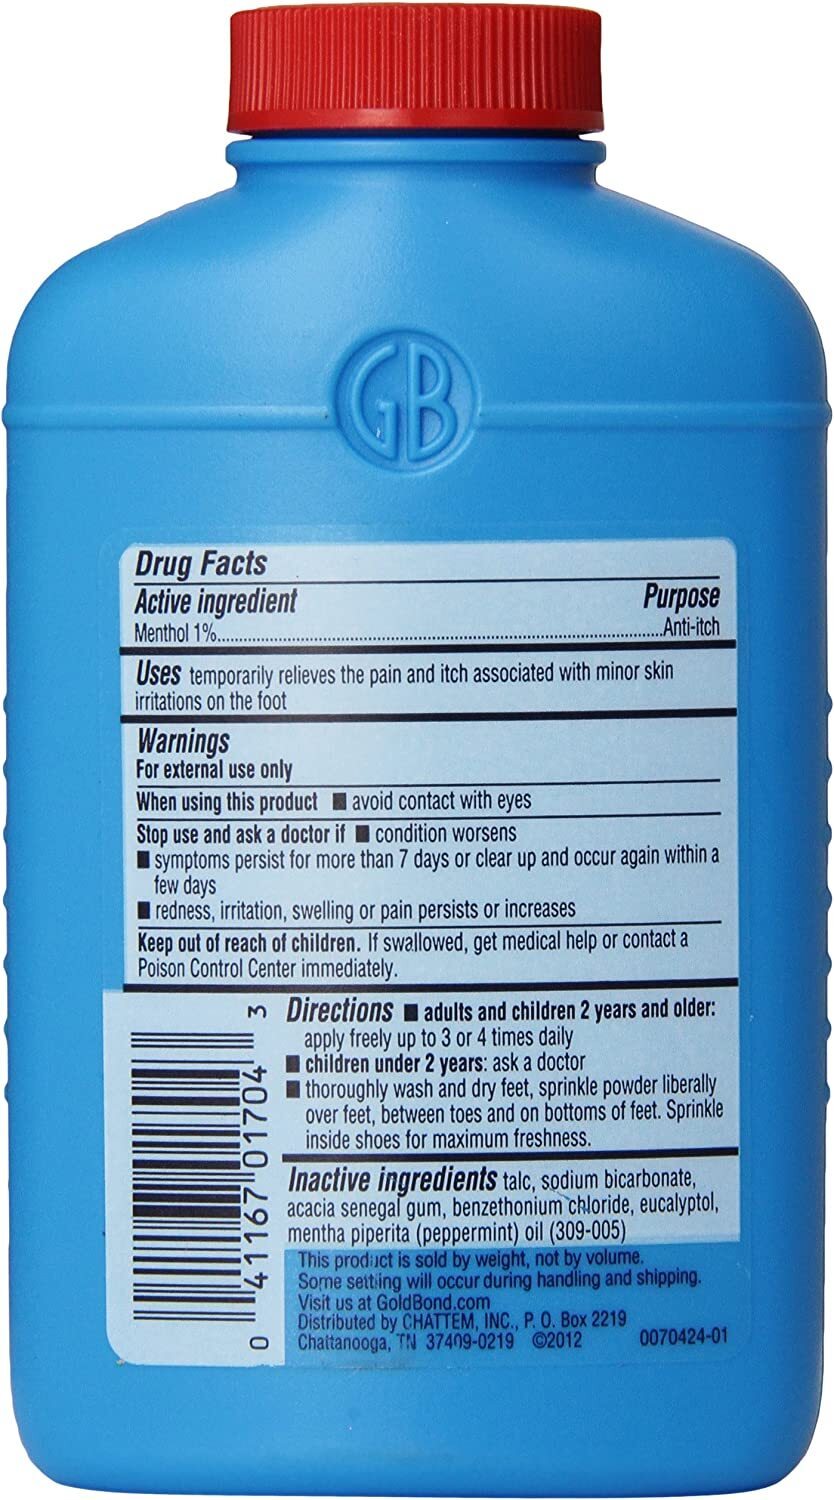 GB
Drug Facts
Active ingredient Purpose
Menthol 1%......................................................................Anti-itch
Uses temporarily relieves the pain and itch associated with minor skin
irritations on the foot
Warnings
For external use only
When using this product ■ avoid contact with eyes
Stop use and ask a doctor if ■ condition worsens
■ symptoms persist for more than 7 days or clear up and occur again within a
few days
■ redness, irritation, swelling or pain persists or increases
Keep out of reach of children. If swallowed, get medical help or contact a
Poison Control Center immediately.
Directions ■ adults and children 2 years and older:
apply freely up to 3 or 4 times daily
■ children under 2 years: ask a doctor
■ thoroughly wash and dry feet, sprinkle powder liberally
over feet, between toes and on bottoms of feet. Sprinkle
inside shoes for maximum freshness.
Inactive ingredients talc, sodium bicarbonate,
acacia senegal gum, benzethonium chloride, eucalyptol,
mentha piperita (peppermint) oil (309-005)
This product is sold by weight, not by volume.
Some settling will occur during handling and shipping.
Visit us at GoldBond.com
Distributed by CHATTEM, INC., P. O. Box 2219
Chattanooga, TN 37409-0219 ©2012 0070424-01
0 41167 01704 3